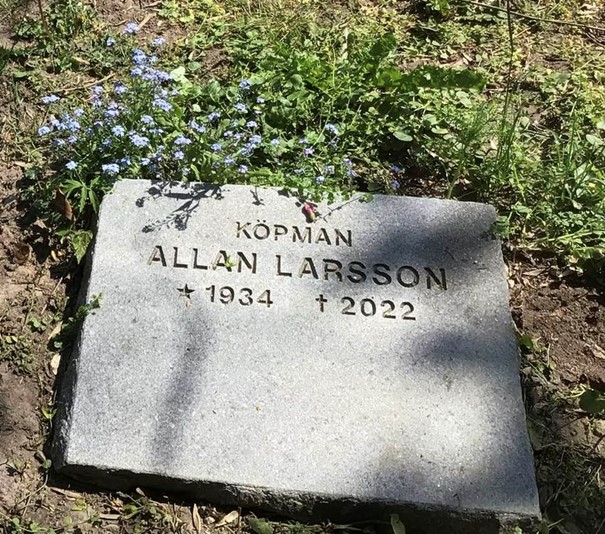 KÖPMAN
ALLAN LARSSON
★ 1934 † 2022